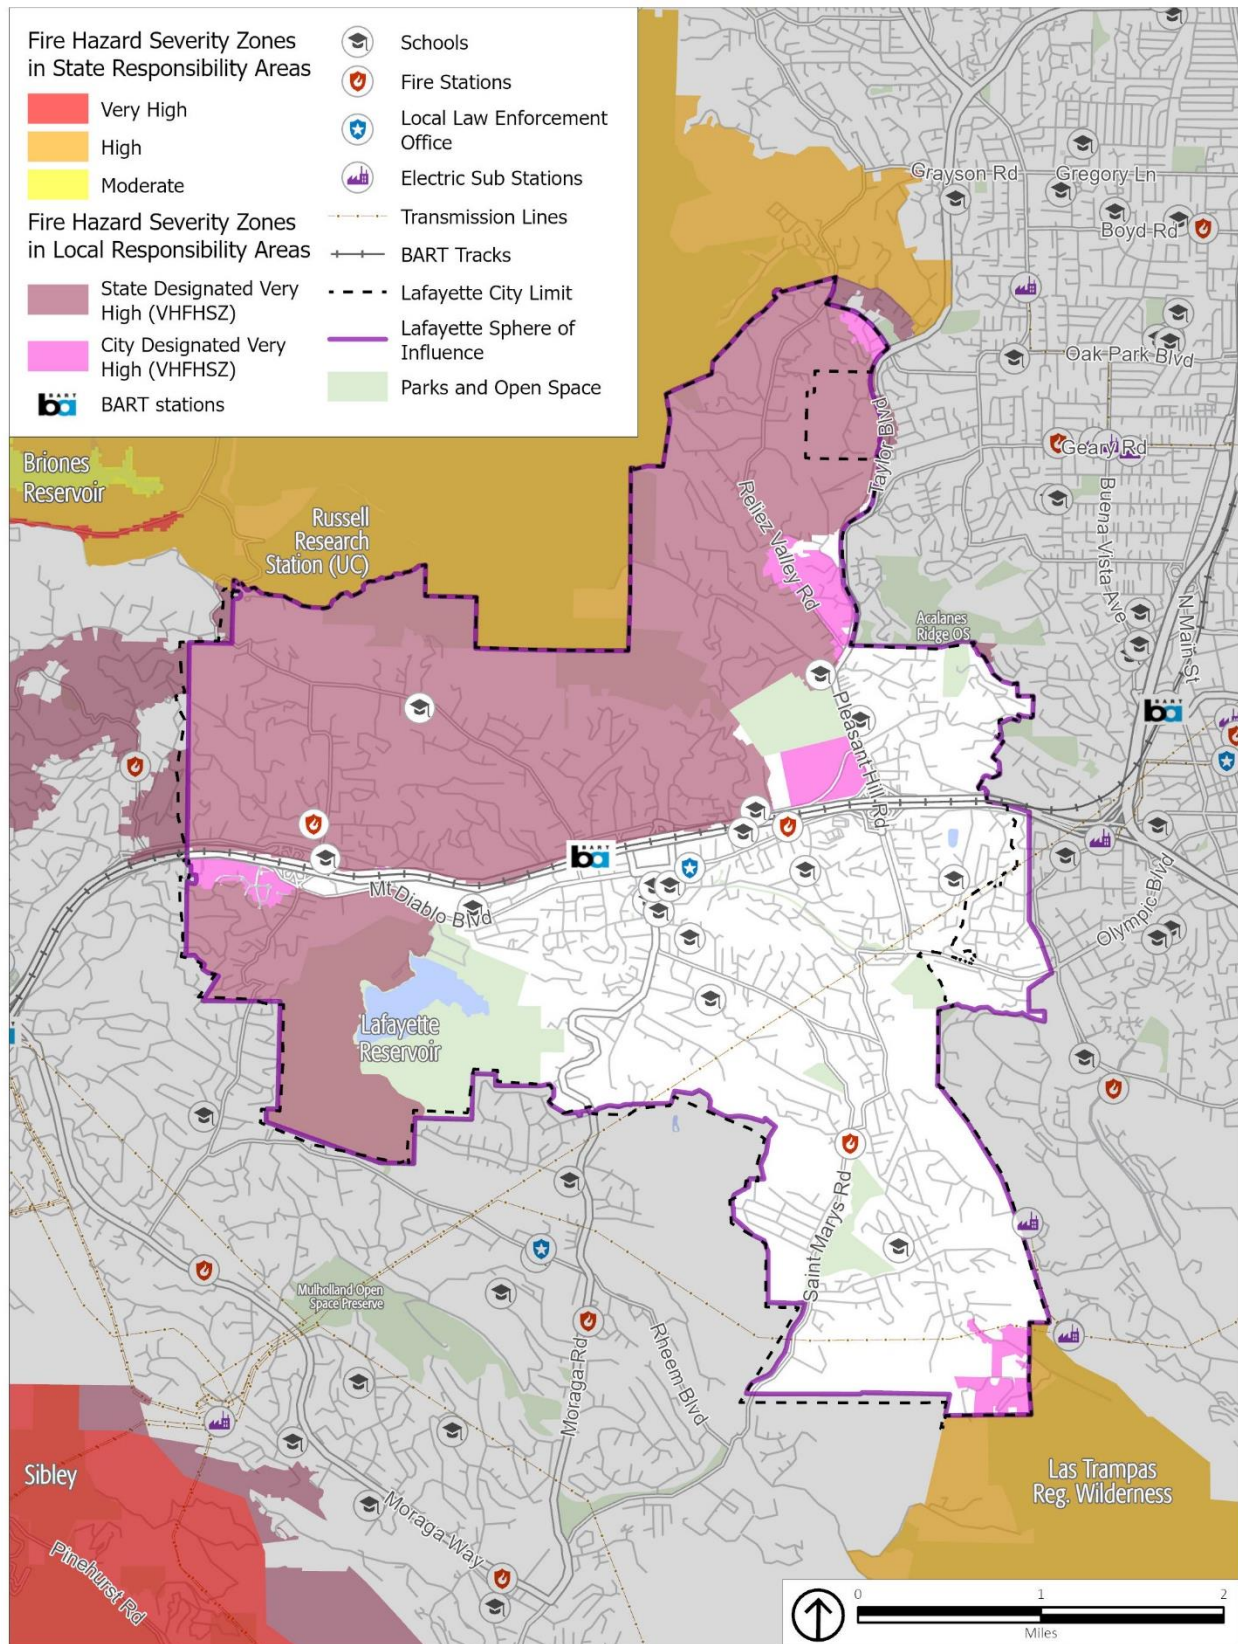 Fire Hazard Severity Zones
in State Responsibility Areas
Very High
High
Moderate
Fire Hazard Severity Zones
in Local Responsibility Areas
State Designated Very
High (VHFHSZ)
City Designated Very
High (VHFHSZ)
BART
ba
BART stations
Schools
Fire Stations
Local Law Enforcement
Office
Electric Sub Stations
Transmission Lines
BART Tracks
Lafayette City Limit
Lafayette Sphere of
Influence
Parks and Open Space
Grayson Rd
Gregory Ln
Boyd Rd
Oak Park Blvd
Taylor Blvd
Geary Rd
Briones
Reservoir
Russell
Research
Station (UC)
Reliez Valley Rd
Buena Vista Ave
N Main St
Acalanes
Ridge OS
BART
ba
Pleasant Hill Rd
BART
ba
Mt Diablo Blvd
Olympic Blvd
Lafayette
Reservoir
Saint Marys Rd
Mulholland Open
Space Preserve
Moraga Rd
Rheem Blvd
Sibley
Las Trampas
Reg. Wilderness
Moraga Way
Pinehurst Rd
0 1 2
Miles